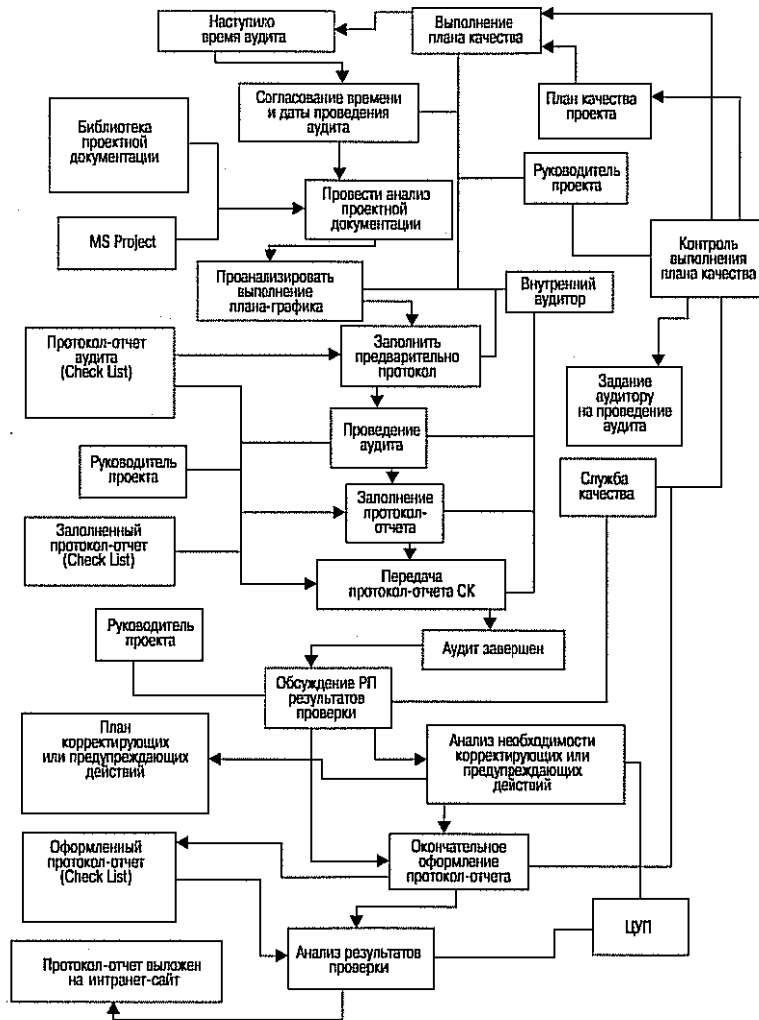 Наступило
время аудита
Выполнение
плана качества
Согласование времени
и даты проведения
аудита
План качества
проекта
Библиотека
проектной
документации
Руководитель
проекта
Провести анализ
проектной
документации
MS Project
Контроль
выполнения
плана качества
Проанализировать
выполнение
плана-графика
Внутренний
аудитор
Протокол-отчет
аудита
(Check List)
Заполнить
предварительно
протокол
Задание
аудитору
на проведение
аудита
Проведение
аудита
Руководитель
проекта
Служба
качества
Заполнение
протокол-
отчета
Заполненный
протокол-отчет
(Check List)
Передача
протокол-отчета СК
Руководитель
проекта
Аудит завершен
Обсуждение РП
результатов
проверки
План
корректирующих
или предупреждающих
действий
Анализ необходимости
корректирующих или
предупреждающих
действий
Оформленный
протокол-отчет
(Check List)
Окончательное
оформление
протокол-отчета
ЦУП
Анализ результатов
проверки
Протокол-отчет выложен
на интранет-сайт